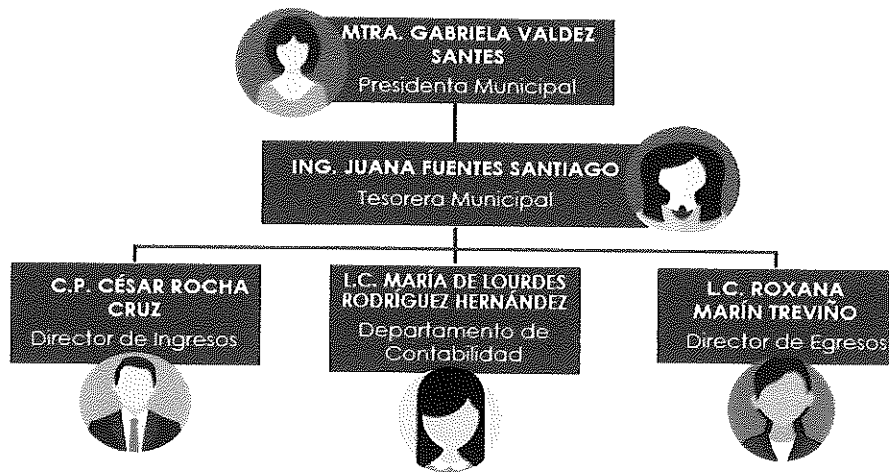 MTRA. GABRIELA VALDEZ
SANTES
Presidenta Municipal
ING. JUANA FUENTES SANTIAGO
Tesorera Municipal
C.P. CÉSAR ROCHA
CRUZ
Director de Ingresos
L.C. MARÍA DE LOURDES
RODRÍGUEZ HERNÁNDEZ
Departamento de
Contabilidad
L.C. ROXANA
MARÍN TREVIÑO
Director de Egresos